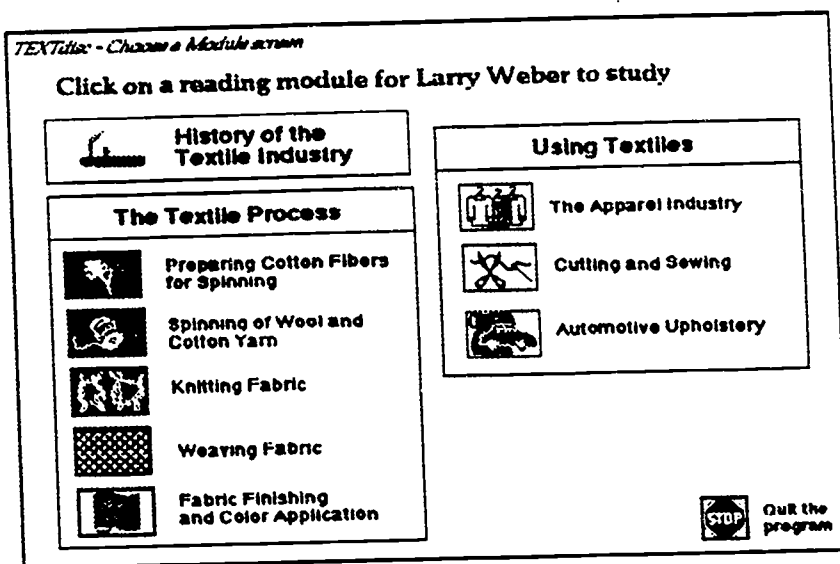 TEXTdisc - Choose a Module screen
Click on a reading module for Larry Weber to study
History of the
Textile Industry
The Textile Process
Preparing Cotton Fibers
for Spinning
Spinning of Wool and
Cotton Yarn
Knitting Fabric
Weaving Fabric
Fabric Finishing
and Color Application
Using Textiles
The Apparel Industry
Cutting and Sewing
Automotive Upholstery
STOP
Quit the
program